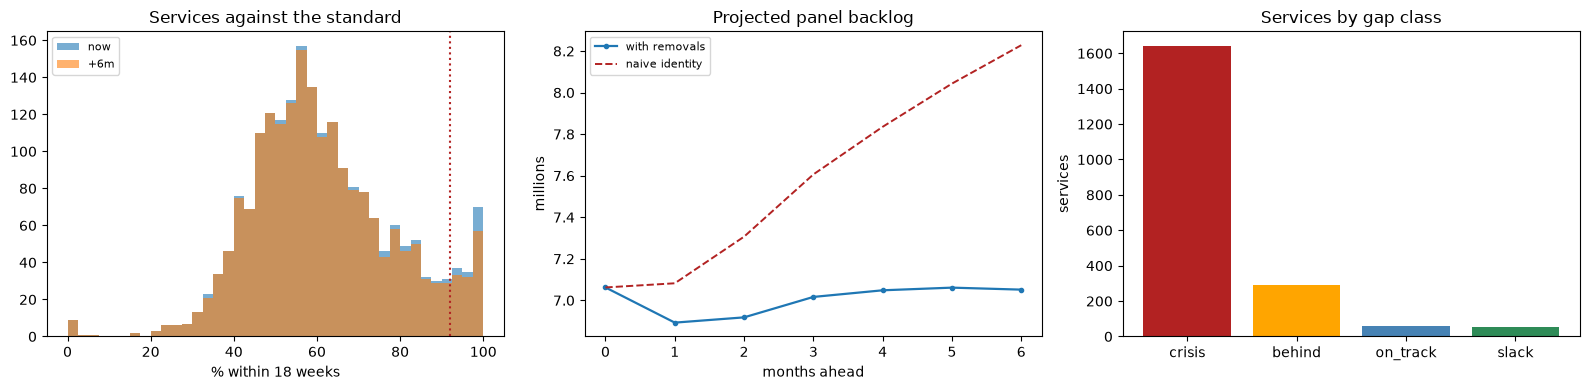 Services against the standard
160
140
120
100
80
60
40
20
0
now
+6m
0 20 40 60 80 100
% within 18 weeks
Projected panel backlog
millions
8.2
8.0
7.8
7.6
7.4
7.2
7.0
with removals
naive identity
0 1 2 3 4 5 6
months ahead
Services by gap class
services
1600
1400
1200
1000
800
600
400
200
0
crisis behind on_track slack